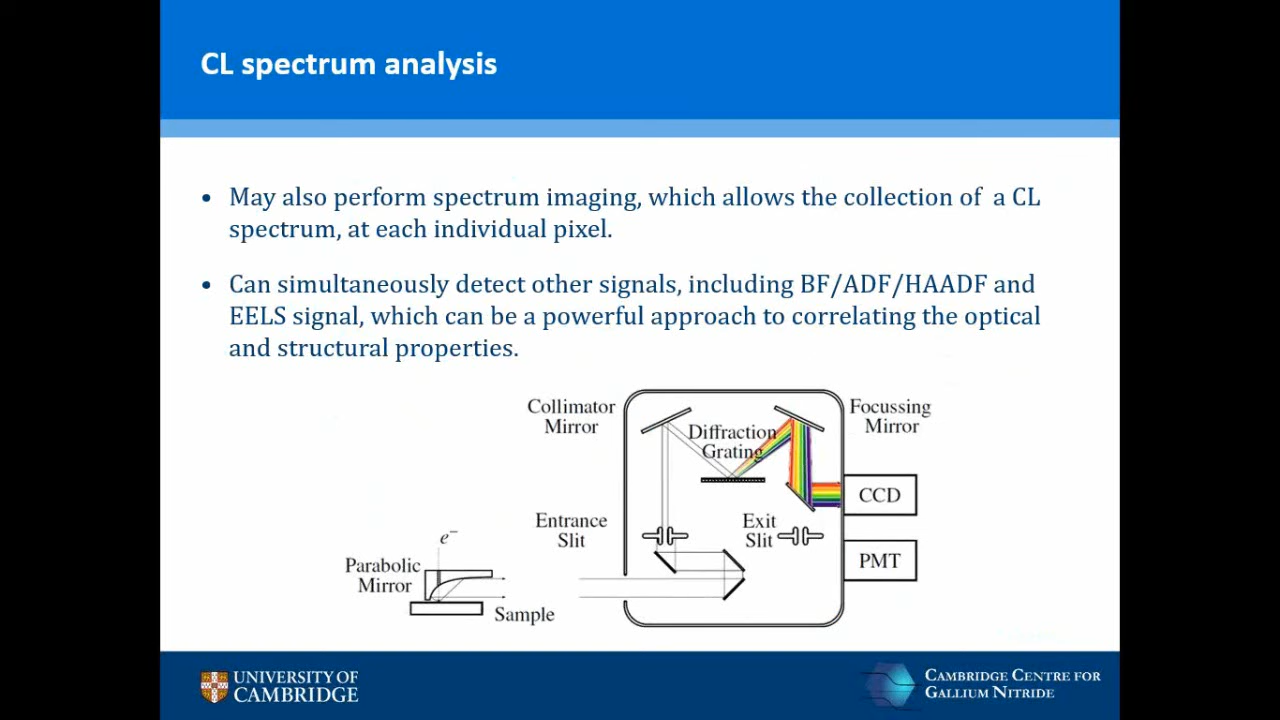 CL spectrum analysis
• May also perform spectrum imaging, which allows the collection of a CL
spectrum, at each individual pixel.
• Can simultaneously detect other signals, including BF/ADF/HAADF and
EELS signal, which can be a powerful approach to correlating the optical
and structural properties.
Collimator
Mirror
Diffraction
Grating
Focussing
Mirror
CCD
Entrance
Slit
Exit
Slit
PMT
e⁻
Parabolic
Mirror
Sample
UNIVERSITY OF
CAMBRIDGE
CAMBRIDGE CENTRE FOR
GALLIUM NITRIDE